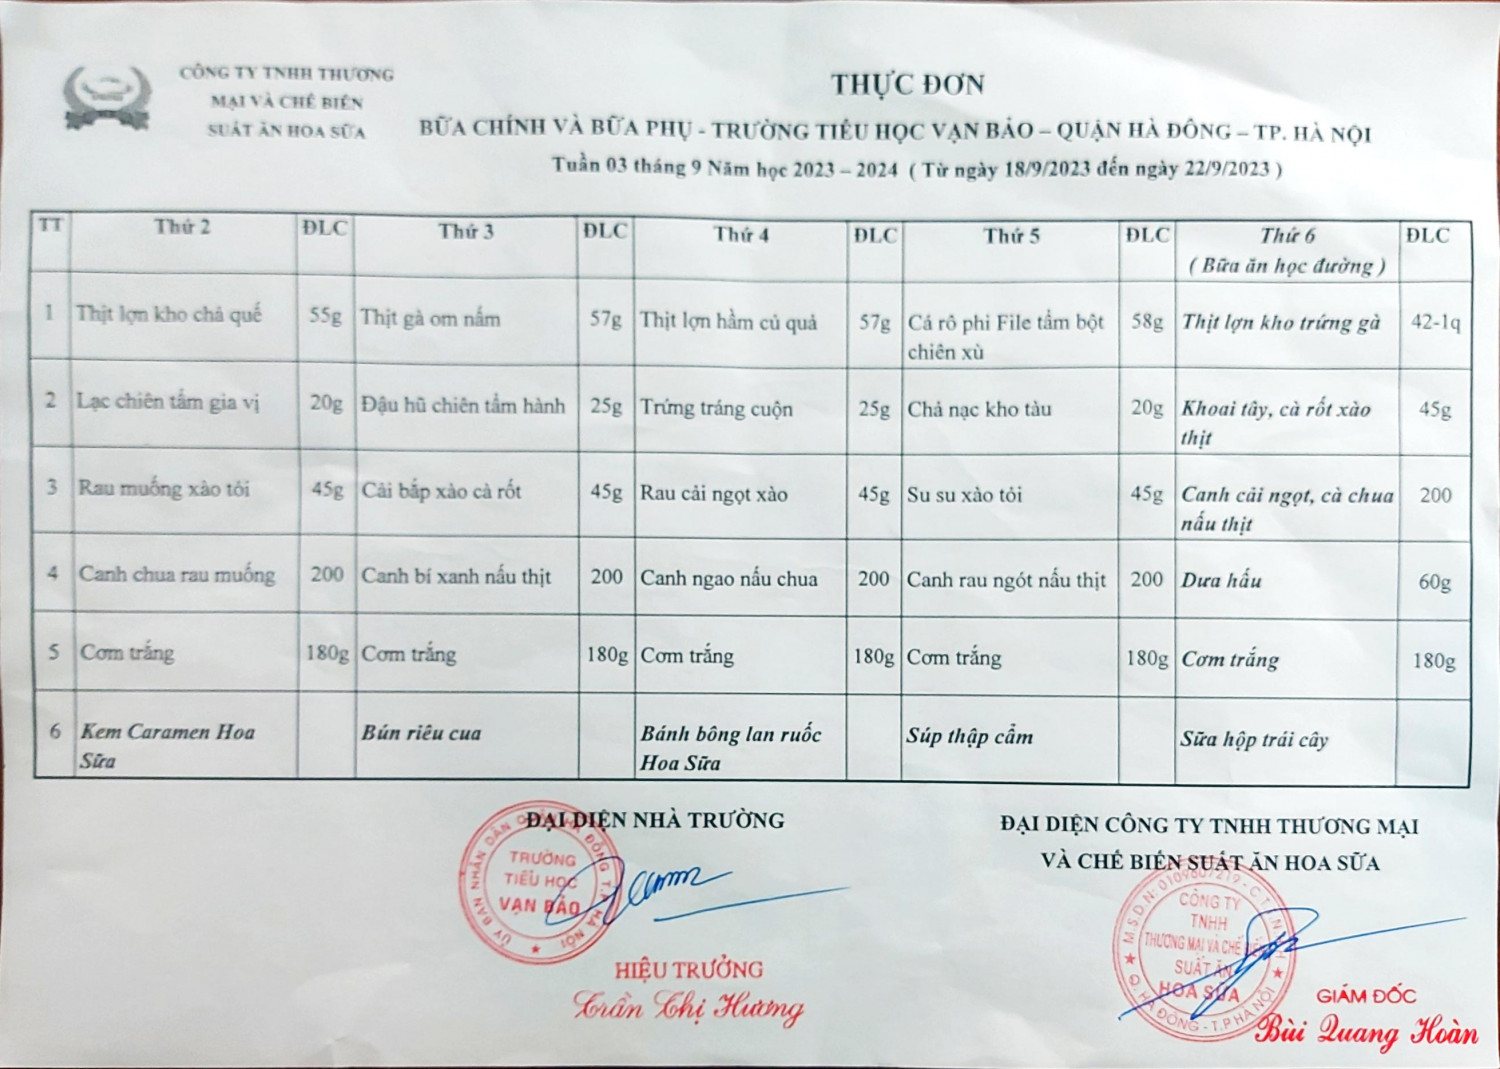 CÔNG TY TNHH THƯƠNG
MẠI VÀ CHẾ BIẾN
SUẤT ĂN HOA SỮA
THỰC ĐƠN
BỮA CHÍNH VÀ BỮA PHỤ - TRƯỜNG TIỂU HỌC VẠN BẢO – QUẬN HÀ ĐÔNG – TP. HÀ NỘI
Tuần 03 tháng 9 Năm học 2023 – 2024 ( Từ ngày 18/9/2023 đến ngày 22/9/2023 )
TT Thứ 2 ĐLC Thứ 3 ĐLC Thứ 4 ĐLC Thứ 5 ĐLC Thứ 6 ĐLC
( Bữa ăn học đường )
1 Thịt lợn kho chả quế 55g Thịt gà om nấm 57g Thịt lợn hầm củ quả 57g Cá rô phi File tẩm bột 58g Thịt lợn kho trứng gà 42-1q
chiên xù
2 Lạc chiên tẩm gia vị 20g Đậu hũ chiên tẩm hành 25g Trứng tráng cuộn 25g Chả nạc kho tàu 20g Khoai tây, cà rốt xào 45g
thịt
3 Rau muống xào tỏi 45g Cải bắp xào cà rốt 45g Rau cải ngọt xào 45g Su su xào tỏi 45g Canh cải ngọt, cà chua 200
nấu thịt
4 Canh chua rau muống 200 Canh bí xanh nấu thịt 200 Canh ngao nấu chua 200 Canh rau ngót nấu thịt 200 Dưa hấu 60g
5 Cơm trắng 180g Cơm trắng 180g Cơm trắng 180g Cơm trắng 180g Cơm trắng 180g
6 Kem Caramen Hoa Bún riêu cua Bánh bông lan ruốc Súp thập cẩm Sữa hộp trái cây
Sữa Hoa Sữa
ĐẠI DIỆN NHÀ TRƯỜNG
ĐẠI DIỆN CÔNG TY TNHH THƯƠNG MẠI
VÀ CHẾ BIẾN SUẤT ĂN HOA SỮA
ỦY BAN NHÂN DÂN QUẬN HÀ ĐÔNG T.P HÀ NỘI
TRƯỜNG
TIỂU HỌC
VẠN BẢO
HIỆU TRƯỞNG
Trần Thị Hương
M.S.D.N: 0109607219 - C.T.T.N.H.H
CÔNG TY
TNHH
THƯƠNG MẠI VÀ CHẾ BIẾN
SUẤT ĂN
HOA SỮA
Q. HÀ ĐÔNG - T.P HÀ NỘI
GIÁM ĐỐC
Bùi Quang Hoàn